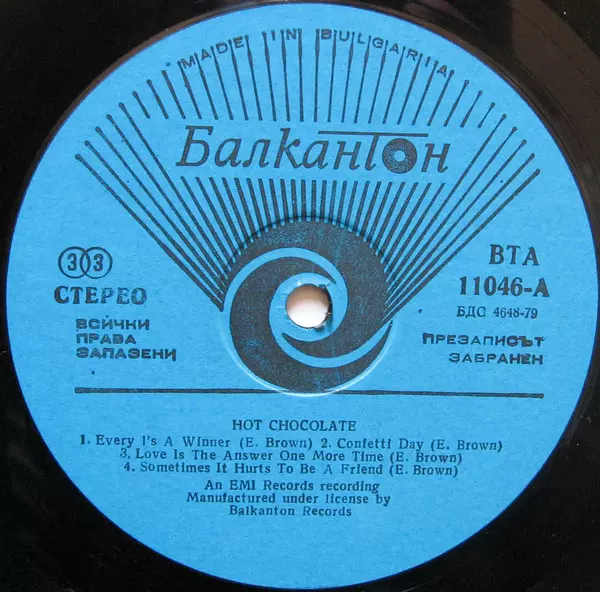 MADE IN BULGARIA
Балкантон
33
СТЕРЕО
ВСИЧКИ
ПРАВА
ЗАПАЗЕНИ
ВТА
11046-А
БДС 4648-79
ПРЕЗАПИСЪТ
ЗАБРАНЕН
HOT CHOCOLATE
1. Every 1's A Winner (E. Brown) 2. Confetti Day (E. Brown)
3. Love Is The Answer One More Time (E. Brown)
4. Sometimes It Hurts To Be A Friend (E. Brown)
An EMI Records recording
Manufactured under license by
Balkanton Records